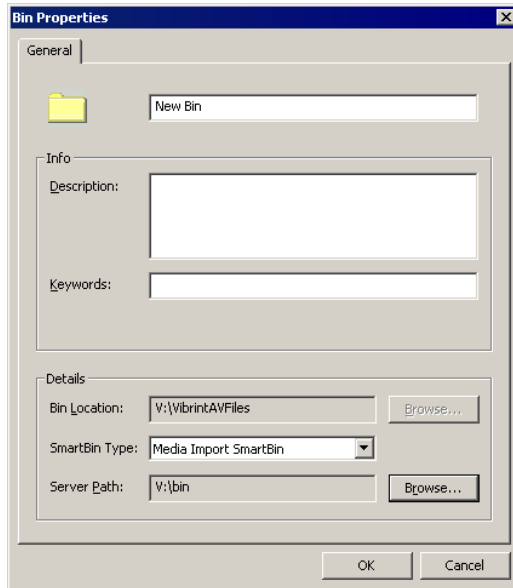 Bin Properties
General
New Bin
Info
Description:
Keywords:
Details
Bin Location: V:\VibrintAVFiles Browse...
SmartBin Type: Media Import SmartBin
Server Path: V:\bin Browse...
OK Cancel